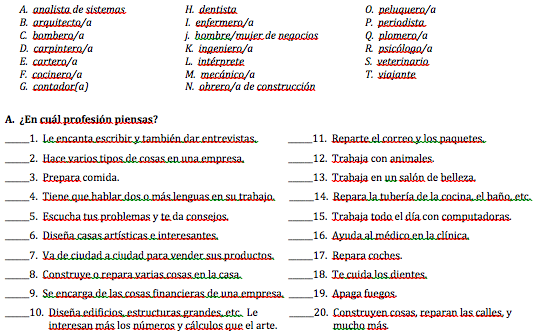 A. analista de sistemas
B. arquitecto/a
C. bombero/a
D. carpintero/a
E. cartero/a
F. cocinero/a
G. contador(a)
H. dentista
I. enfermero/a
j. hombre/mujer de negocios
K. ingeniero/a
L. intérprete
M. mecánico/a
N. obrero/a de construcción
O. peluquero/a
P. periodista
Q. plomero/a
R. psicólogo/a
S. veterinario
T. viajante
A. ¿En cuál profesión piensas?
_____1. Le encanta escribir y también dar entrevistas.
_____2. Hace varios tipos de cosas en una empresa.
_____3. Prepara comida.
_____4. Tiene que hablar dos o más lenguas en su trabajo.
_____5. Escucha tus problemas y te da consejos.
_____6. Diseña casas artísticas e interesantes.
_____7. Va de ciudad a ciudad para vender sus productos.
_____8. Construye o repara varias cosas en la casa.
_____9. Se encarga de las cosas financieras de una empresa.
_____10. Diseña edificios, estructuras grandes, etc. Le
interesan más los números y cálculos que el arte.
_____11. Reparte el correo y los paquetes.
_____12. Trabaja con animales.
_____13. Trabaja en un salón de belleza.
_____14. Repara la tubería de la cocina, el baño, etc.
_____15. Trabaja todo el día con computadoras.
_____16. Ayuda al médico en la clínica.
_____17. Repara coches.
_____18. Te cuida los dientes.
_____19. Apaga fuegos.
_____20. Construyen cosas, reparan las calles, y
mucho más.